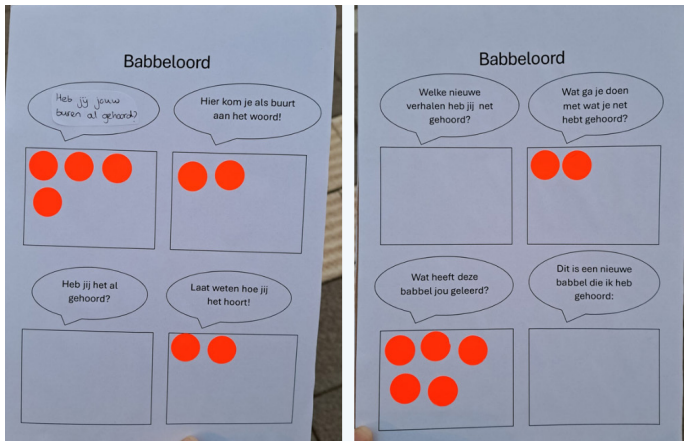 Babbeloord
Heb jij jouw
buren al gehoord?
Hier kom je als buurt
aan het woord!
Heb jij het al
gehoord?
Laat weten hoe jij
het hoort!
Babbeloord
Welke nieuwe
verhalen heb jij net
gehoord?
Wat ga je doen
met wat je net
hebt gehoord?
Wat heeft deze
babbel jou geleerd?
Dit is een nieuwe
babbel die ik heb
gehoord: